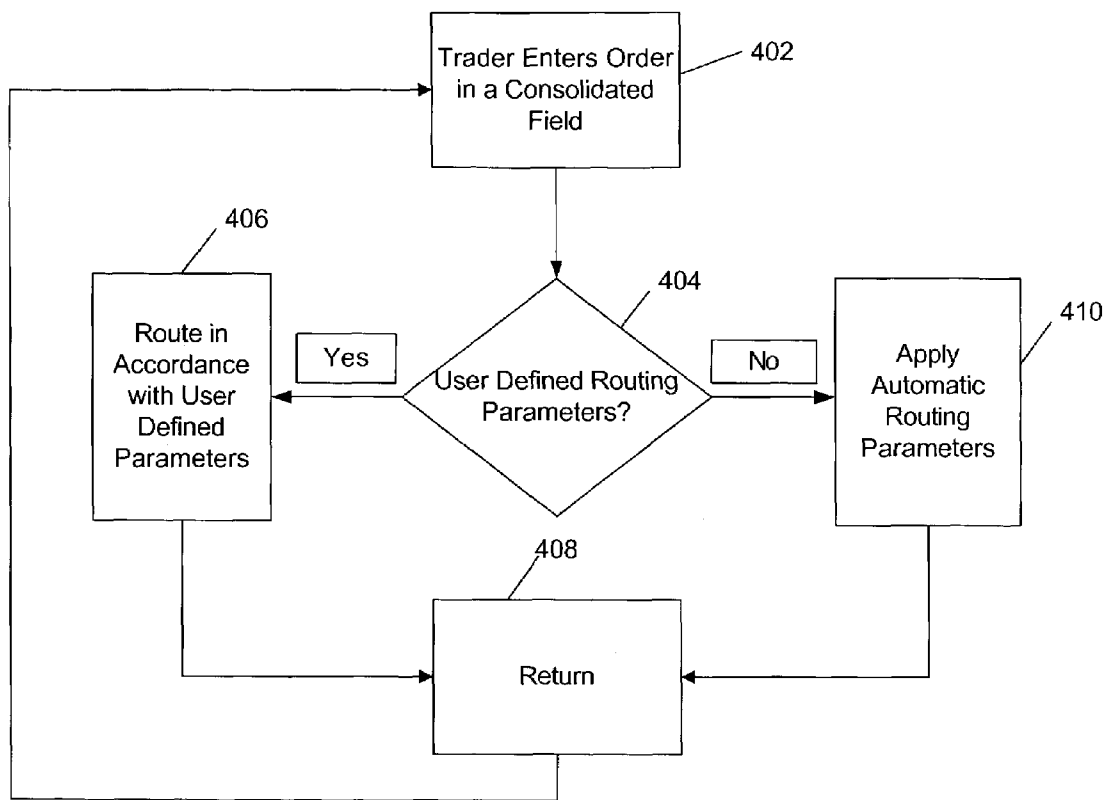 Trader Enters Order
in a Consolidated
Field
402
406
404
410
Route in
Accordance
with User
Defined
Parameters
Yes
User Defined Routing
Parameters?
No
Apply
Automatic
Routing
Parameters
408
Return